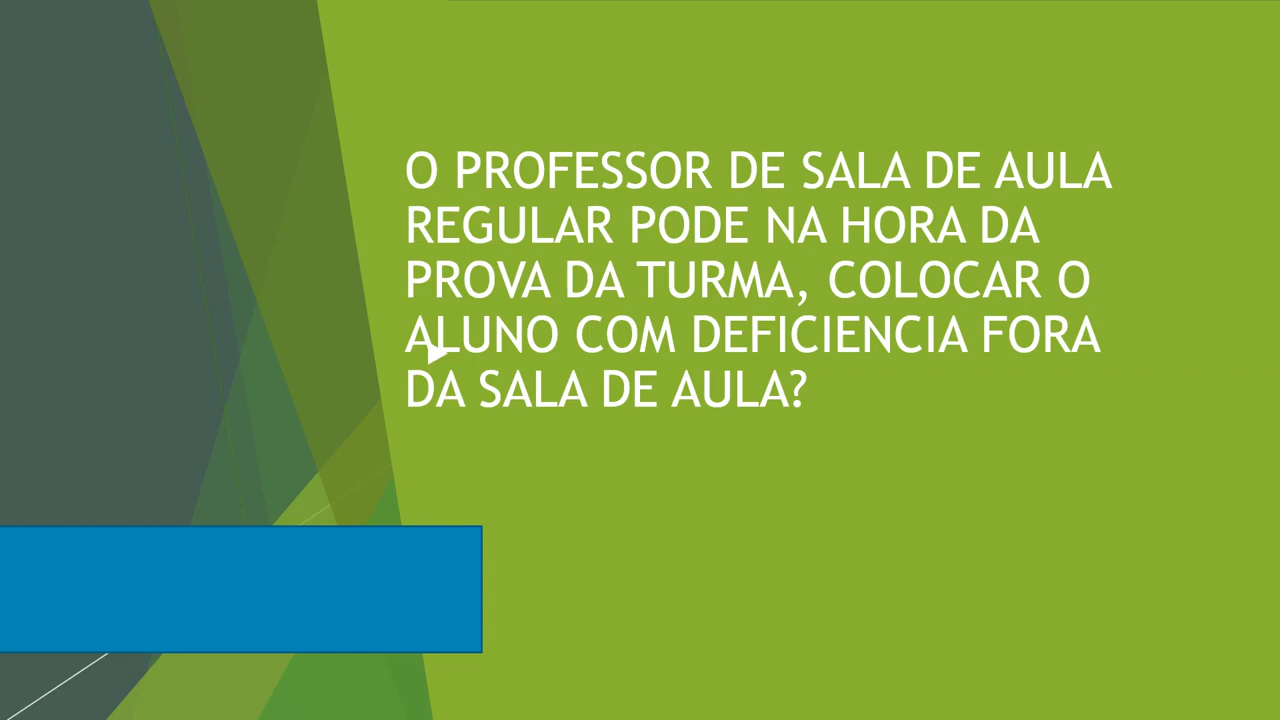 O PROFESSOR DE SALA DE AULA
REGULAR PODE NA HORA DA
PROVA DA TURMA, COLOCAR O
ALUNO COM DEFICIENCIA FORA
DA SALA DE AULA?